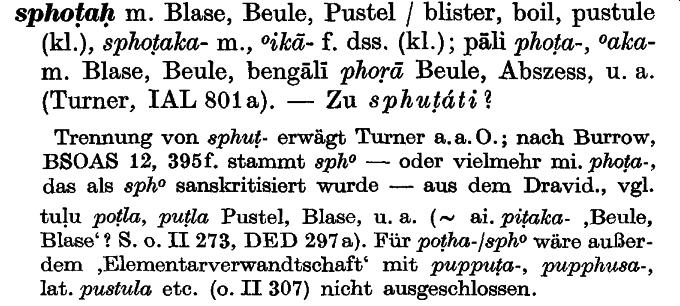 sphoṭaḥ m. Blase, Beule, Pustel / blister, boil, pustule
(kl.), sphoṭaka- m., °ikā- f. dss. (kl.); pāli phoṭa-, °aka-
m. Blase, Beule, bengālī phoṛā Beule, Abszess, u. a.
(Turner, IAL 801a). — Zu sphuṭáti?
Trennung von sphuṭ- erwägt Turner a.a.O.; nach Burrow,
BSOAS 12, 395f. stammt sph° — oder vielmehr mi. phoṭa-,
das als sph° sanskritisiert wurde — aus dem Dravid., vgl.
tuḷu poṭla, puṭla Pustel, Blase, u. a. (~ ai. piṭaka- ‚Beule,
Blase‘? S. o. II 273, DED 297a). Für poṭha-/sph° wäre außer-
dem ‚Elementarverwandtschaft‘ mit pupputa-, pupphusa-,
lat. pustula etc. (o. II 307) nicht ausgeschlossen.